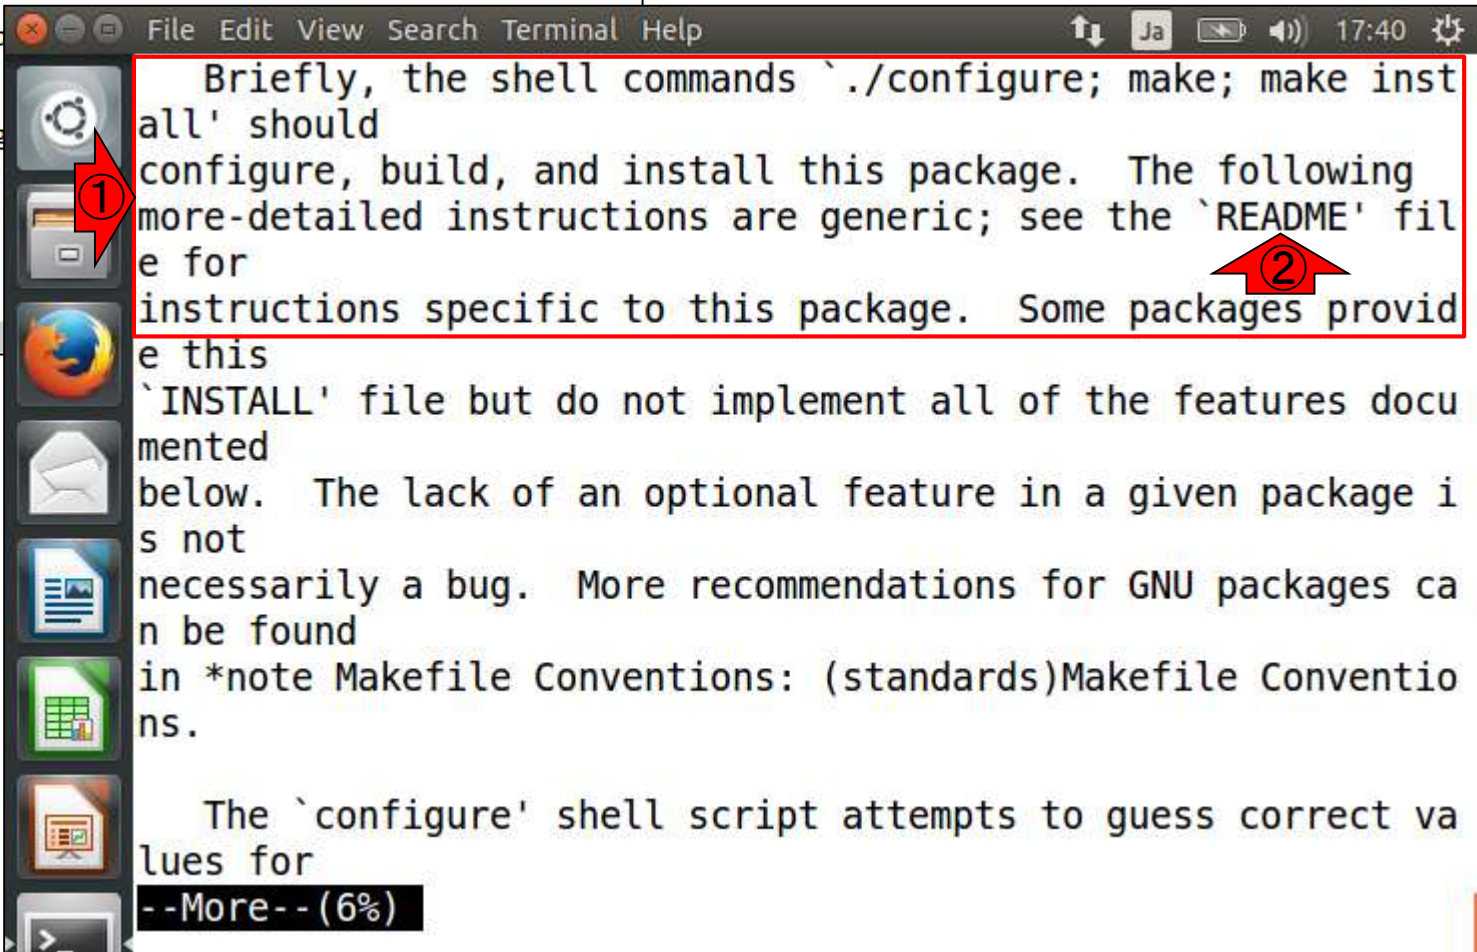 File Edit View Search Terminal Help
Ja
17:40
   Briefly, the shell commands `./configure; make; make inst
all' should
configure, build, and install this package.  The following
more-detailed instructions are generic; see the `README' fil
e for
instructions specific to this package.  Some packages provid
e this
`INSTALL' file but do not implement all of the features docu
mented
below.  The lack of an optional feature in a given package i
s not
necessarily a bug.  More recommendations for GNU packages ca
n be found
in *note Makefile Conventions: (standards)Makefile Conventio
ns.
   The `configure' shell script attempts to guess correct va
lues for
--More--(6%)
①
②
>_